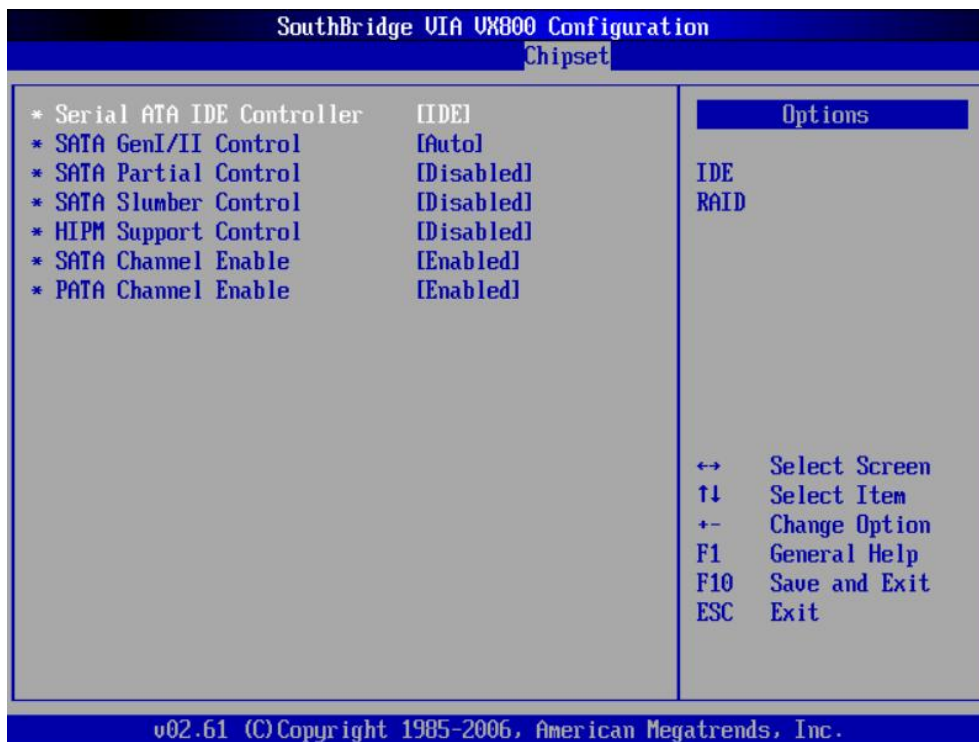 SouthBridge VIA VX800 Configuration
Chipset
* Serial ATA IDE Controller [IDE]
* SATA GenI/II Control [Auto]
* SATA Partial Control [Disabled]
* SATA Slumber Control [Disabled]
* HIPM Support Control [Disabled]
* SATA Channel Enable [Enabled]
* PATA Channel Enable [Enabled]
Options
IDE
RAID
←→ Select Screen
↑↓ Select Item
+- Change Option
F1 General Help
F10 Save and Exit
ESC Exit
v02.61 (C)Copyright 1985-2006, American Megatrends, Inc.